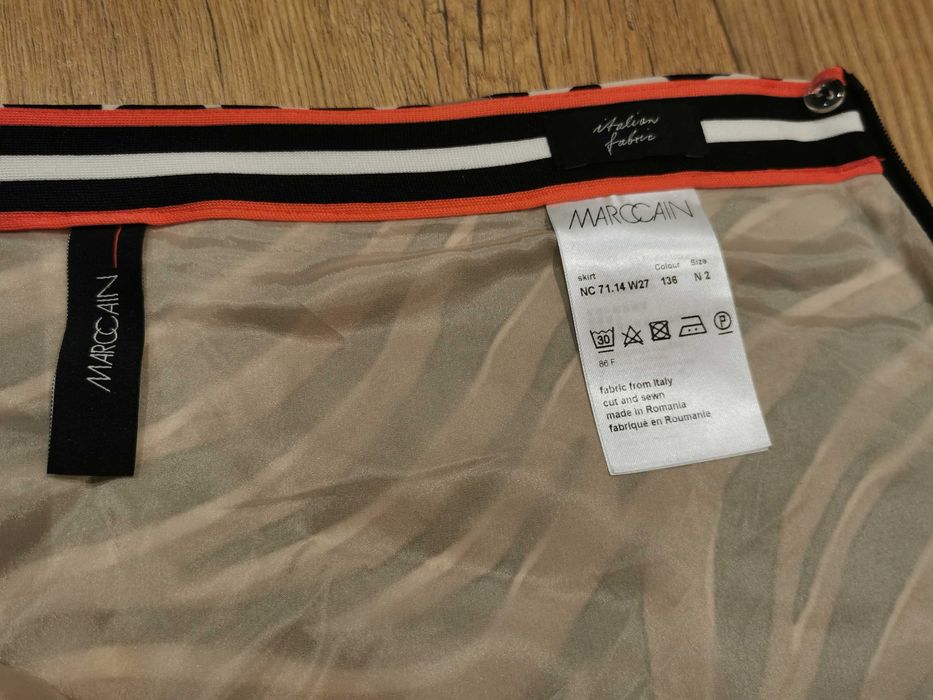 italian
fabric
MARCCAIN
MARCCAIN
skirt Colour Size
NC 71.14 W27 136 N 2
30 P
86 F
fabric from Italy
cut and sewn
made in Romania
fabriqué en Roumanie